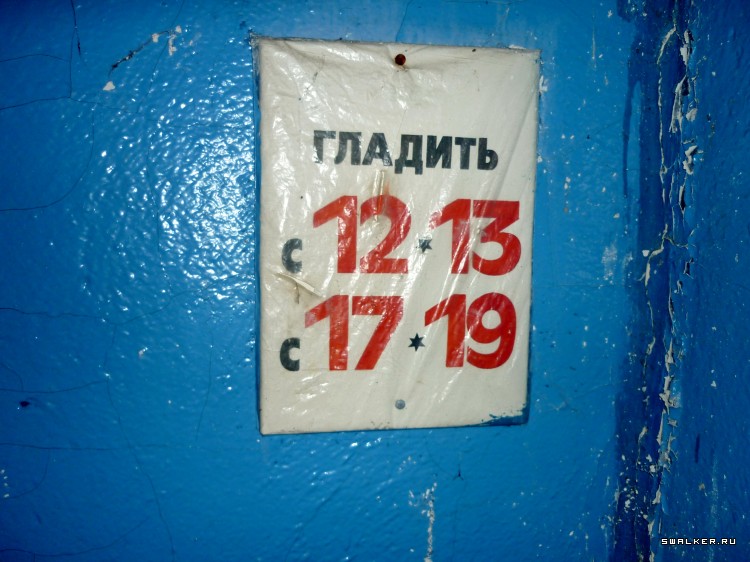 ГЛАДИТЬ
с 12*13
с 17*19
SWALKER.RU